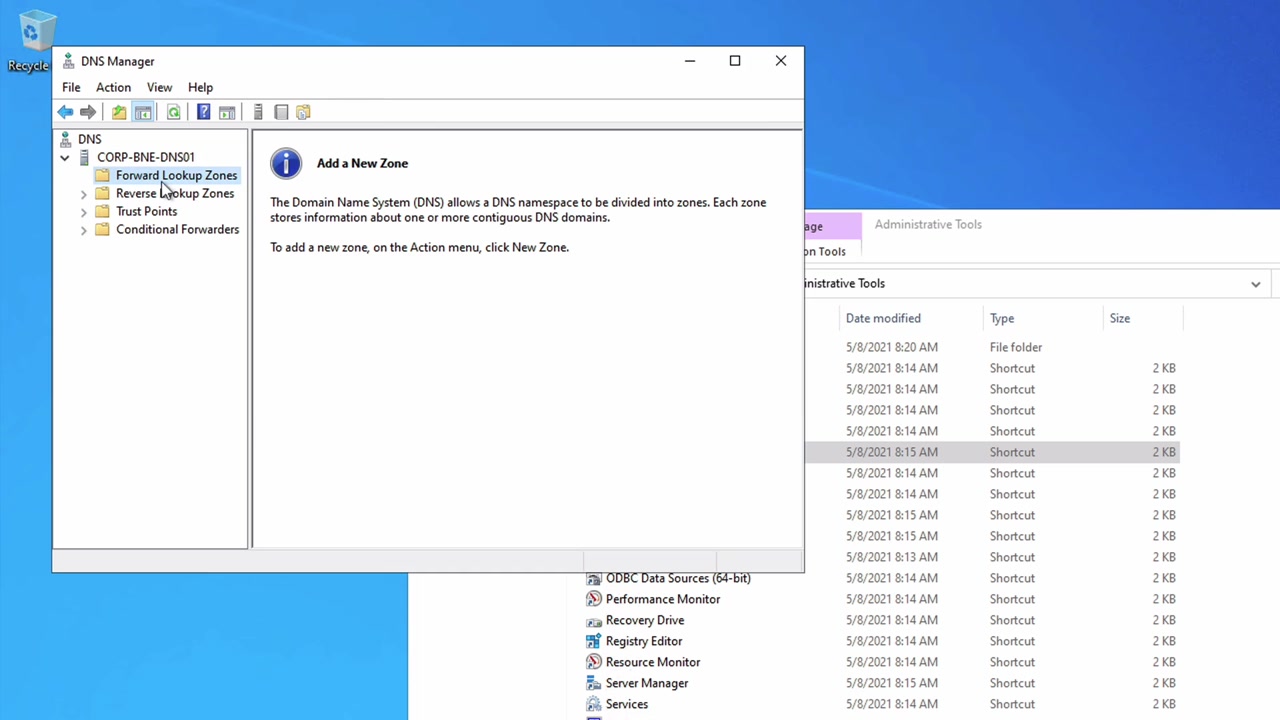 Recycle
DNS Manager
File Action View Help
DNS
CORP-BNE-DNS01
Forward Lookup Zones
Reverse Lookup Zones
Trust Points
Conditional Forwarders
Add a New Zone
The Domain Name System (DNS) allows a DNS namespace to be divided into zones. Each zone
stores information about one or more contiguous DNS domains.
To add a new zone, on the Action menu, click New Zone.
age Administrative Tools
on Tools
inistrative Tools
Date modified Type Size
5/8/2021 8:20 AM File folder
5/8/2021 8:14 AM Shortcut 2 KB
5/8/2021 8:14 AM Shortcut 2 KB
5/8/2021 8:14 AM Shortcut 2 KB
5/8/2021 8:14 AM Shortcut 2 KB
5/8/2021 8:15 AM Shortcut 2 KB
5/8/2021 8:14 AM Shortcut 2 KB
5/8/2021 8:14 AM Shortcut 2 KB
5/8/2021 8:15 AM Shortcut 2 KB
5/8/2021 8:15 AM Shortcut 2 KB
5/8/2021 8:13 AM Shortcut 2 KB
ODBC Data Sources (64-bit) 5/8/2021 8:14 AM Shortcut 2 KB
Performance Monitor 5/8/2021 8:14 AM Shortcut 2 KB
Recovery Drive 5/8/2021 8:14 AM Shortcut 2 KB
Registry Editor 5/8/2021 8:14 AM Shortcut 2 KB
Resource Monitor 5/8/2021 8:14 AM Shortcut 2 KB
Server Manager 5/8/2021 8:15 AM Shortcut 2 KB
Services 5/8/2021 8:14 AM Shortcut 2 KB